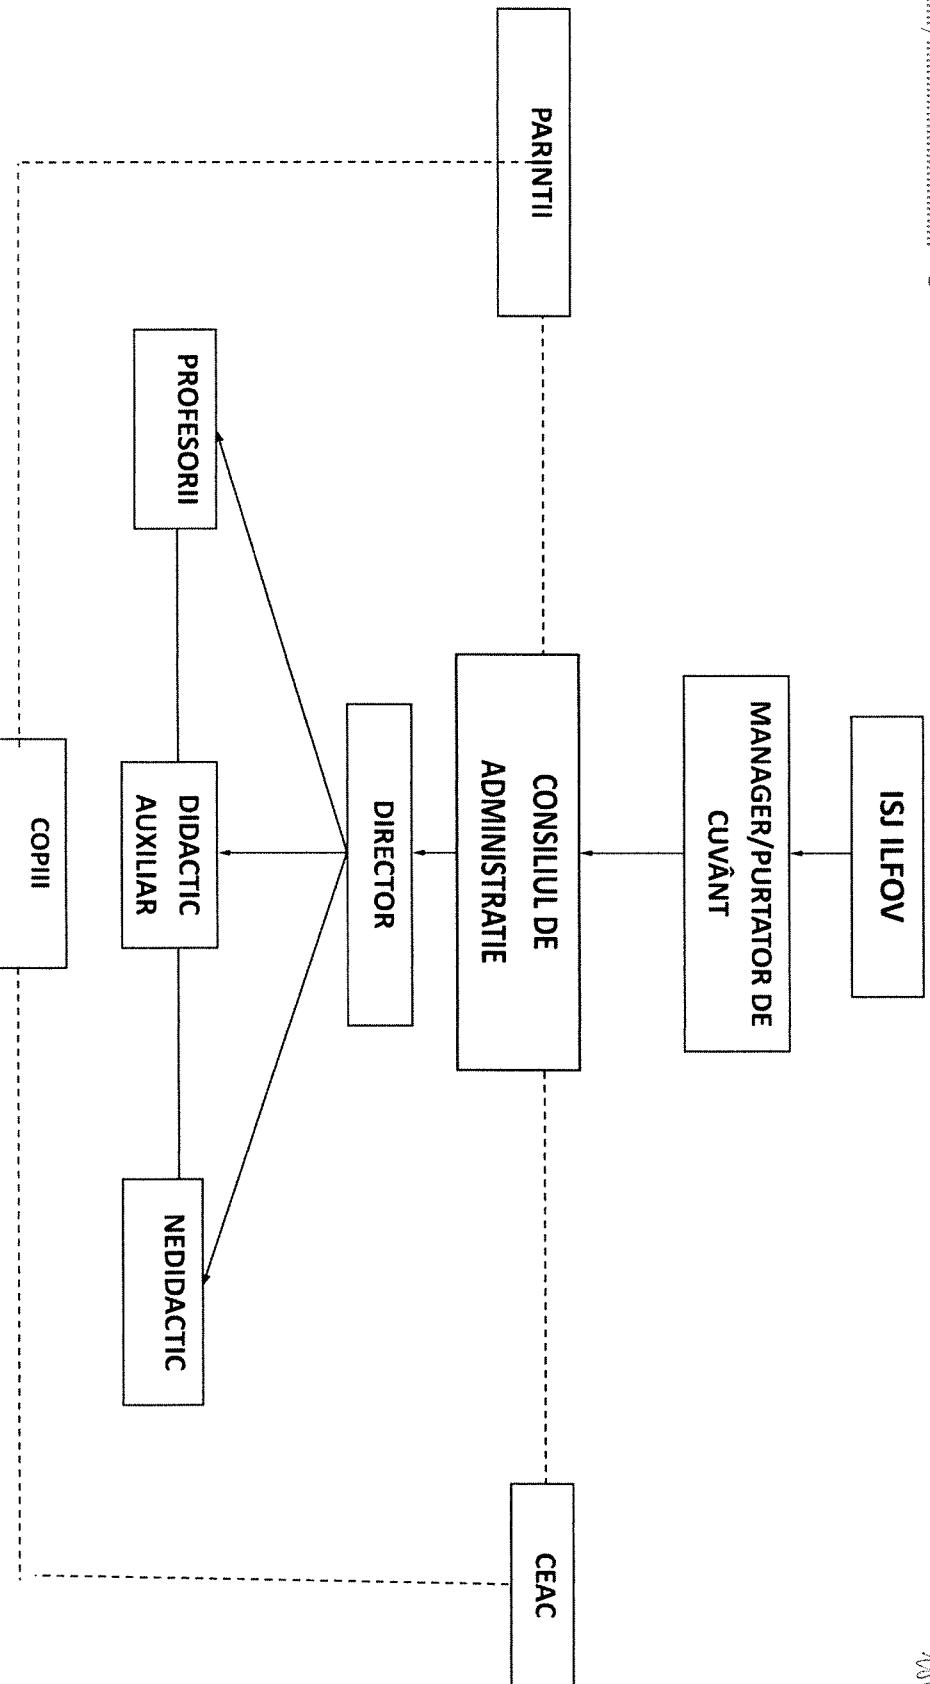 ISJ ILFOV
MANAGER/PURTATOR DE
CUVÂNT
PARINTII
CONSILIUL DE
ADMINISTRATIE
CEAC
DIRECTOR
PROFESORII
DIDACTIC
AUXILIAR
NEDIDACTIC
COPIII